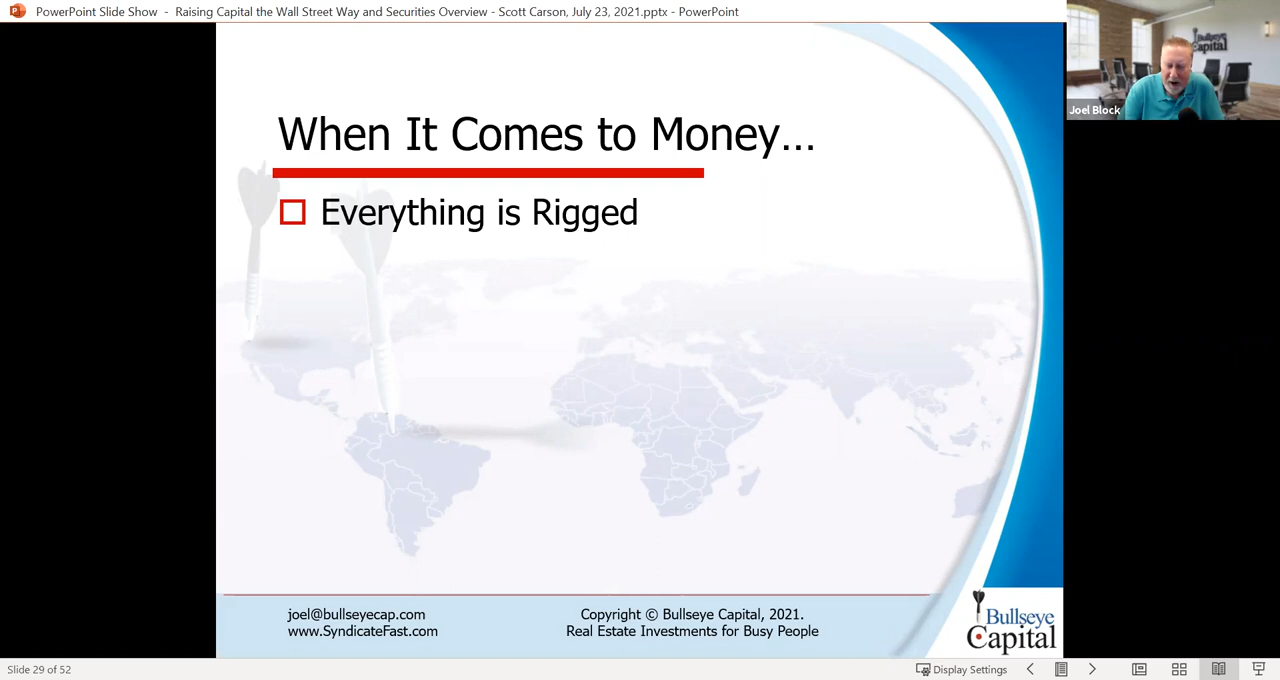 PowerPoint Slide Show - Raising Capital the Wall Street Way and Securities Overview - Scott Carson, July 23, 2021.pptx - PowerPoint
Bullseye
Capital
Joel Block
When It Comes to Money...
Everything is Rigged
joel@bullseyecap.com
www.SyndicateFast.com
Copyright © Bullseye Capital, 2021.
Real Estate Investments for Busy People
Bullseye
Capital
Slide 29 of 52
Display Settings